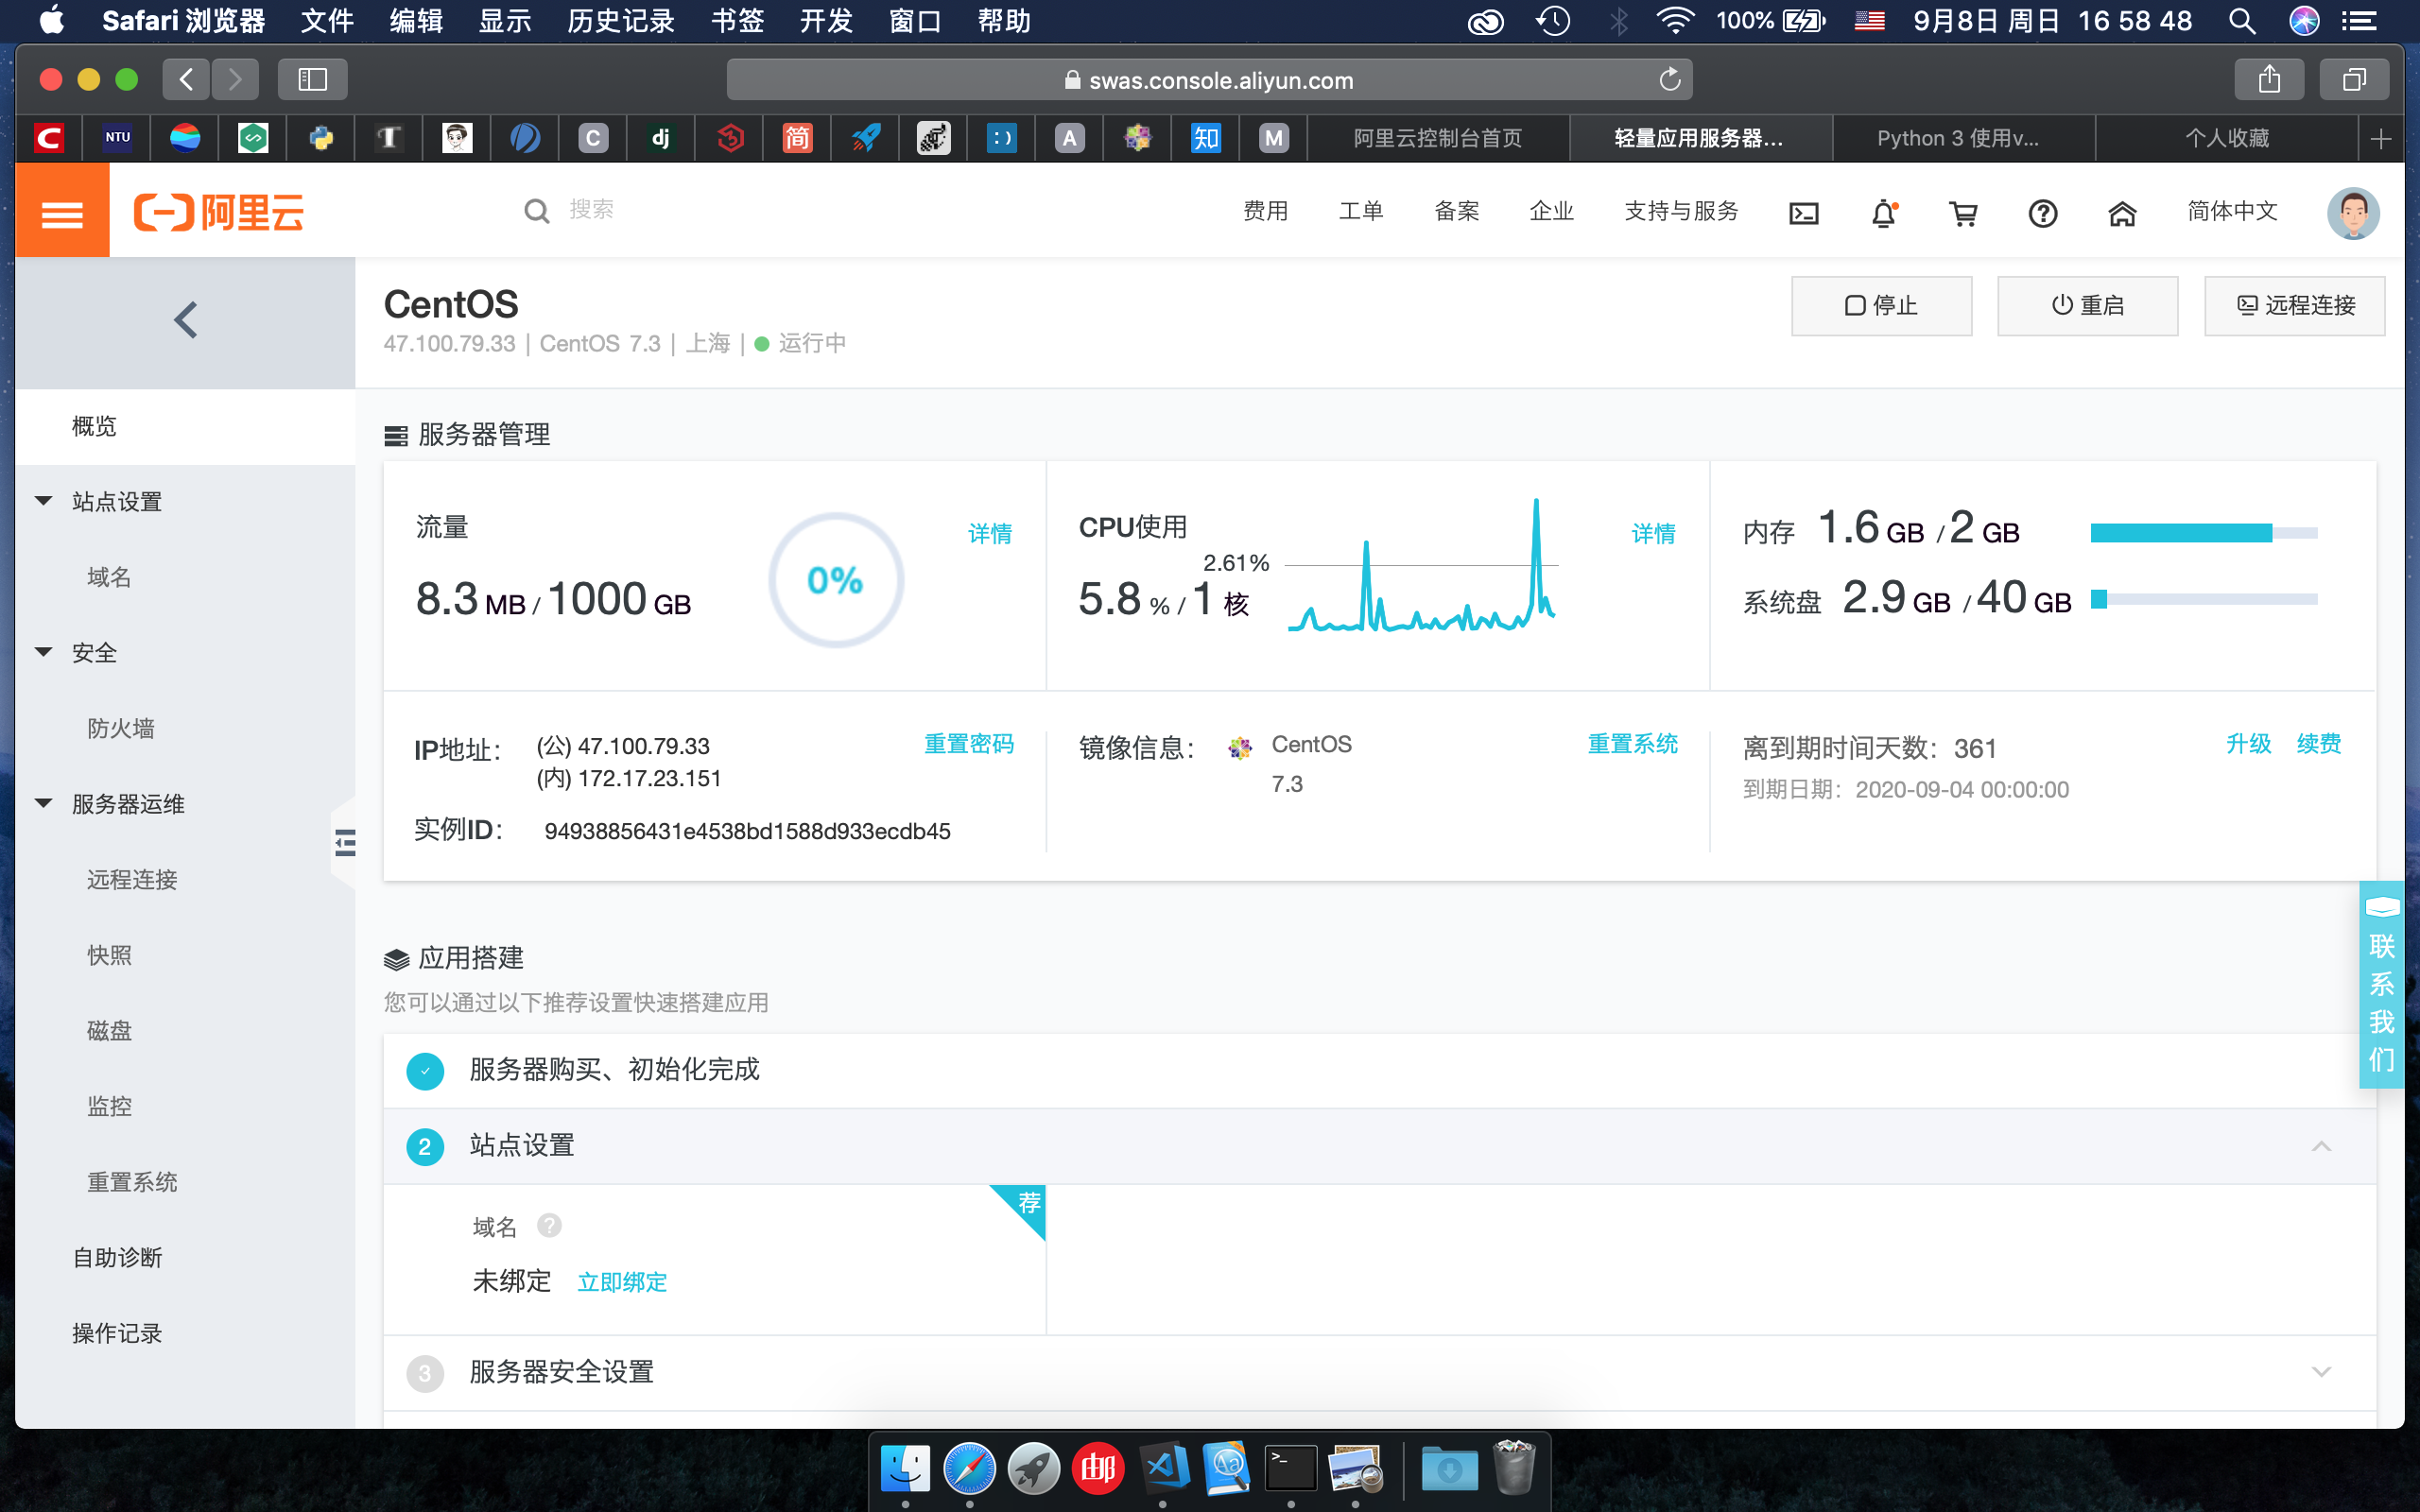 Safari 浏览器 文件 编辑 显示 历史记录 书签 开发 窗口 帮助 100% 9月8日 周日 16 58 48
swas.console.aliyun.com
C NTU T C dj 3 简 :) A 知 M 阿里云控制台首页 轻量应用服务器... Python 3 使用v... 个人收藏
阿里云 搜索 费用 工单 备案 企业 支持与服务 简体中文
CentOS
停止 重启 远程连接
47.100.79.33 | CentOS 7.3 | 上海 | 运行中
概览
站点设置
域名
安全
防火墙
服务器运维
远程连接
快照
磁盘
监控
重置系统
自助诊断
操作记录
服务器管理
流量
详情
8.3 MB / 1000 GB
0%
CPU使用
详情
2.61%
5.8 % / 1 核
内存 1.6 GB / 2 GB
系统盘 2.9 GB / 40 GB
IP地址： (公) 47.100.79.33
(内) 172.17.23.151
重置密码
实例ID： 94938856431e4538bd1588d933ecdb45
镜像信息： CentOS
7.3
重置系统
离到期时间天数：361
升级 续费
到期日期：2020-09-04 00:00:00
联系我们
应用搭建
您可以通过以下推荐设置快速搭建应用
服务器购买、初始化完成
2 站点设置
荐
域名 ?
未绑定 立即绑定
3 服务器安全设置
邮 Aa >_